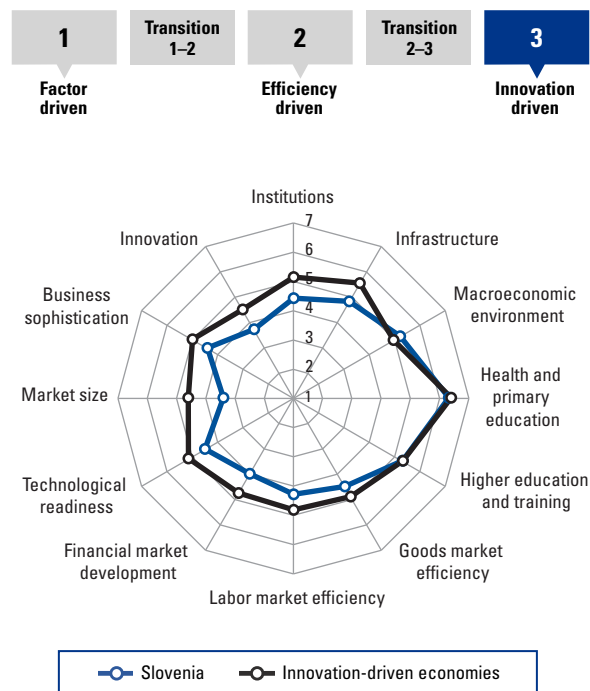 1
Transition
1–2
2
Transition
2–3
3
Factor
driven
Efficiency
driven
Innovation
driven
Institutions
7
Innovation
6
Infrastructure
5
Business
sophistication
4
Macroeconomic
environment
3
2
Market size
1
Health and
primary
education
Technological
readiness
Higher education
and training
Financial market
development
Goods market
efficiency
Labor market efficiency
Slovenia
Innovation-driven economies